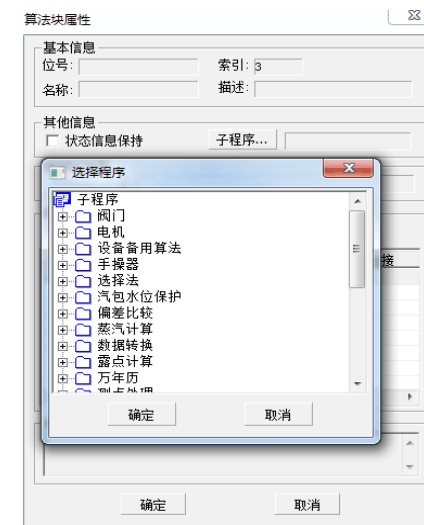 算法块属性
基本信息
位号: 索引: 3
名称: 描述:
其他信息
状态信息保持 子程序...
选择程序
子程序
阀门
电机
设备备用算法
手操器
选择法
汽包水位保护
偏差比较
蒸汽计算
数据转换
露点计算
万年历
测点处理
接
确定 取消
确定 取消